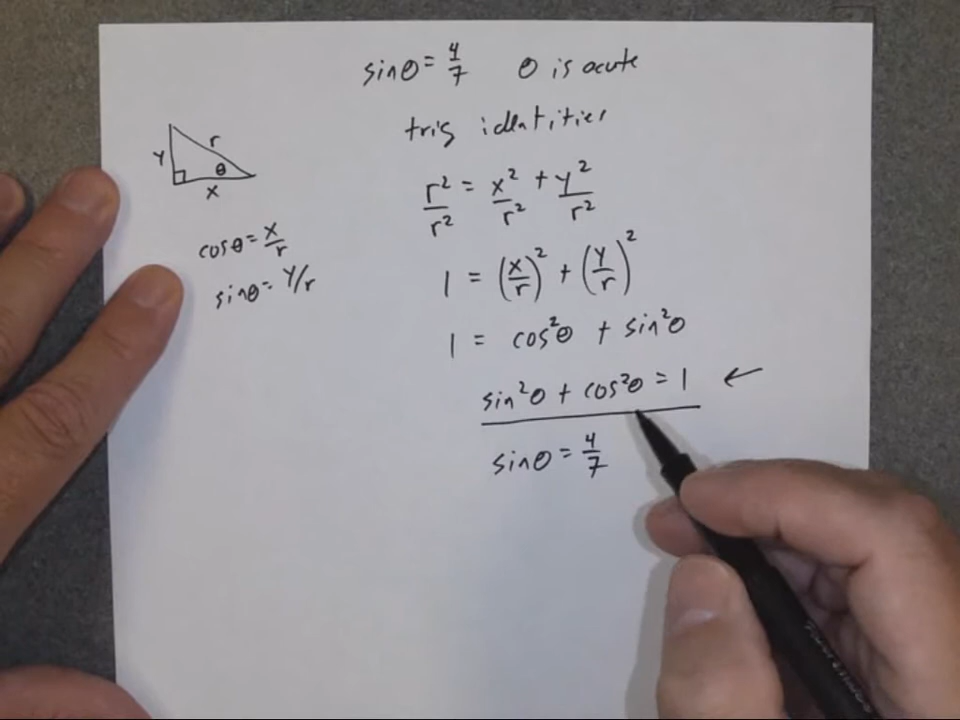 sinθ = 4/7 θ is acute
trig identities
y r θ x
r²/r² = x²/r² + y²/r²
cosθ = x/r
1 = (x/r)² + (y/r)²
sinθ = y/r
1 = cos²θ + sin²θ
sin²θ + cos²θ = 1 ←
sinθ = 4/7